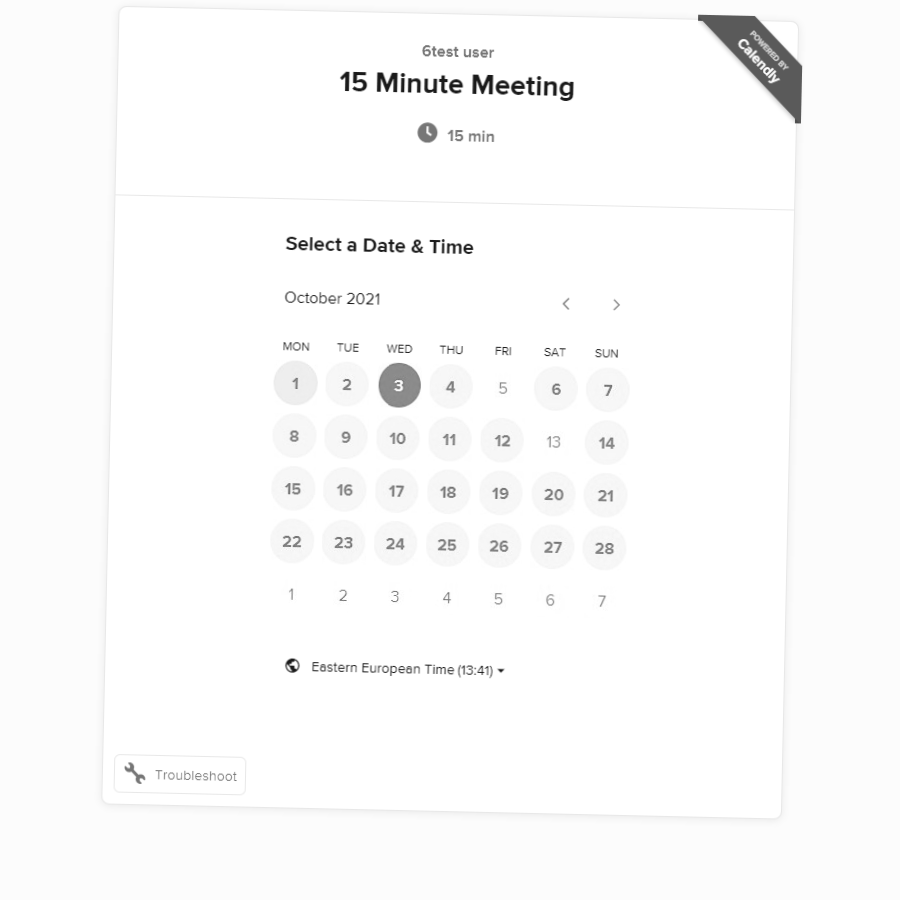 6test user
15 Minute Meeting
15 min
POWERED BY
Calendly
Select a Date & Time
October 2021
MON TUE WED THU FRI SAT SUN
1 2 3 4 5 6 7
8 9 10 11 12 13 14
15 16 17 18 19 20 21
22 23 24 25 26 27 28
1 2 3 4 5 6 7
Eastern European Time (13:41)
Troubleshoot